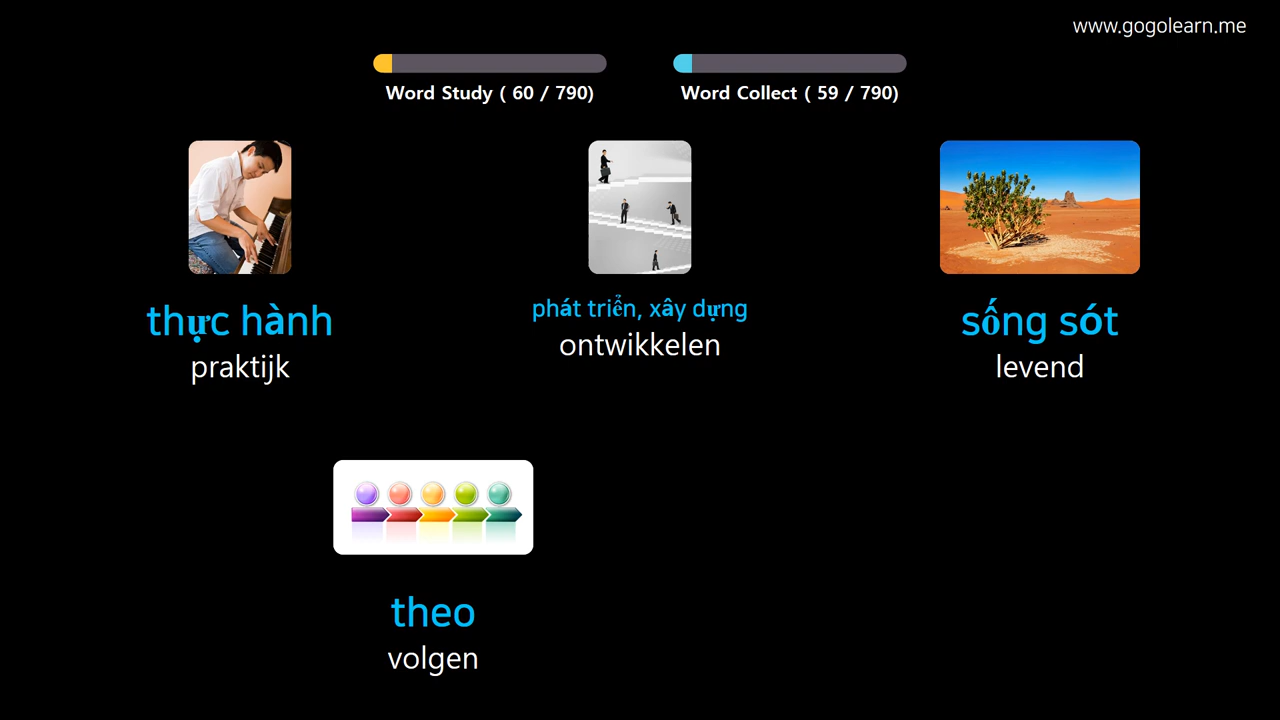 www.gogolearn.me
Word Study ( 60 / 790)
Word Collect ( 59 / 790)
thực hành
praktijk
phát triển, xây dựng
ontwikkelen
sống sót
levend
theo
volgen